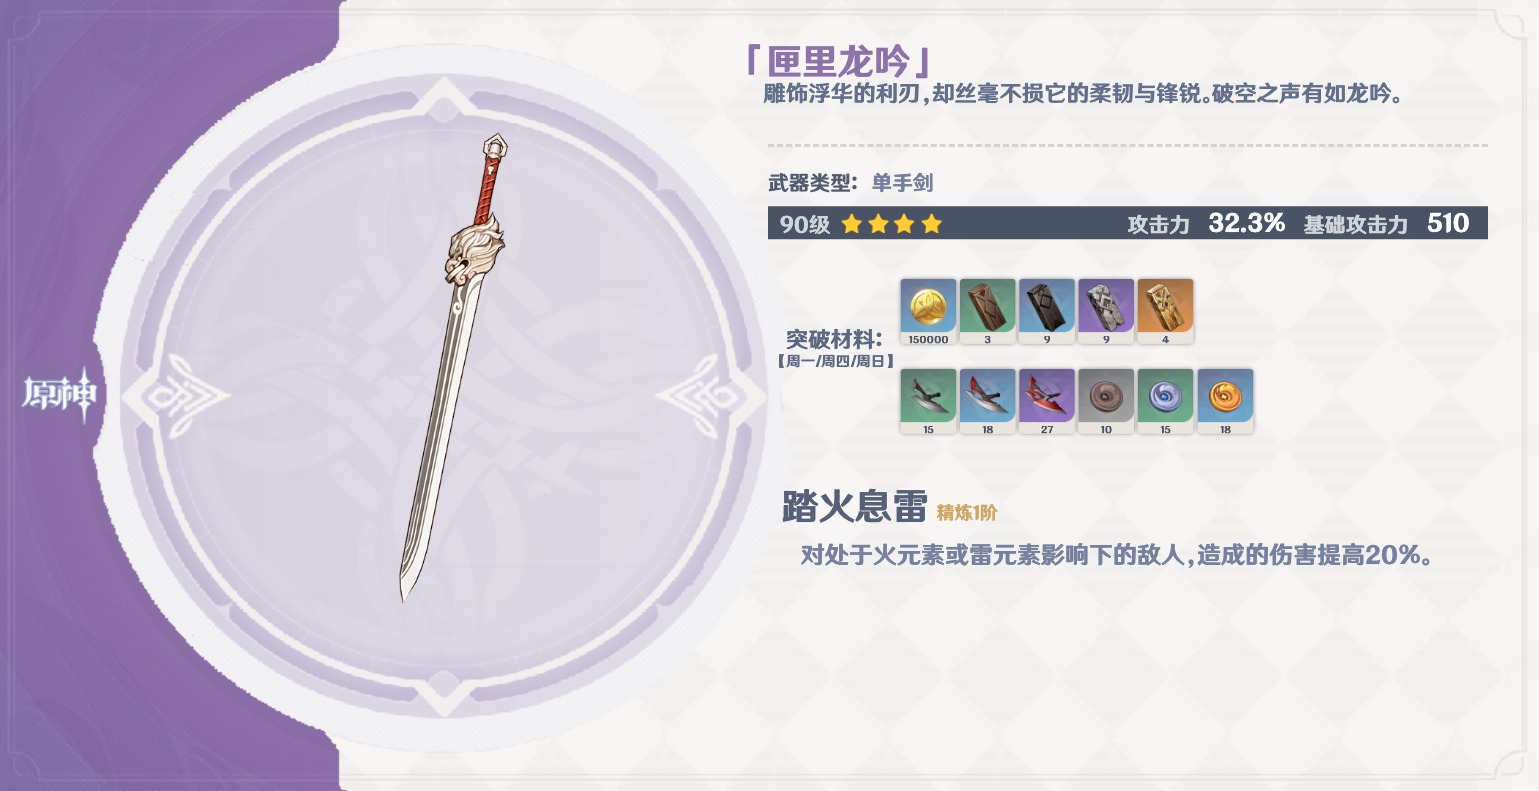 「匣里龙吟」
雕饰浮华的利刃,却丝毫不损它的柔韧与锋锐。破空之声有如龙吟。
武器类型: 单手剑
90级 攻击力 32.3% 基础攻击力 510
150000 3 9 9 4
突破材料:
【周一/周四/周日】
15 18 27 10 15 18
原神
踏火息雷 精炼1阶
对处于火元素或雷元素影响下的敌人,造成的伤害提高20%。